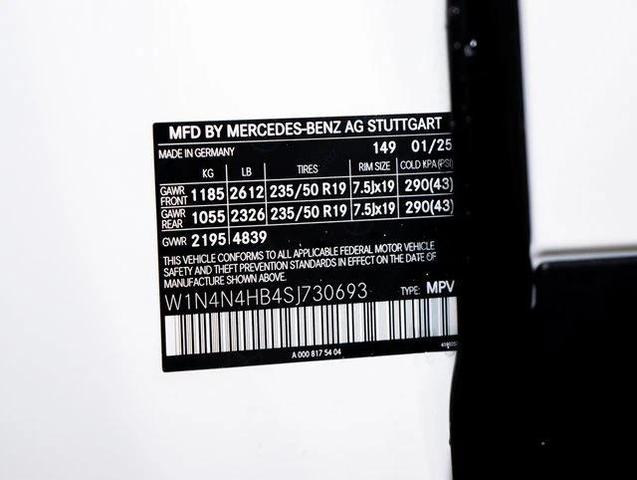 MFD BY MERCEDES-BENZ AG STUTTGART
MADE IN GERMANY 149 01/25
KG LB TIRES RIM SIZE COLD KPA(PSI)
GAWR FRONT 1185 2612 235/50 R19 7.5Jx19 290(43)
GAWR REAR 1055 2326 235/50 R19 7.5Jx19 290(43)
GVWR 2195 4839
THIS VEHICLE CONFORMS TO ALL APPLICABLE FEDERAL MOTOR VEHICLE
SAFETY AND THEFT PREVENTION STANDARDS IN EFFECT ON THE DATE OF
MANUFACTURE SHOWN ABOVE.
W1N4N4HB4SJ730693 TYPE: MPV
A 000 817 54 04